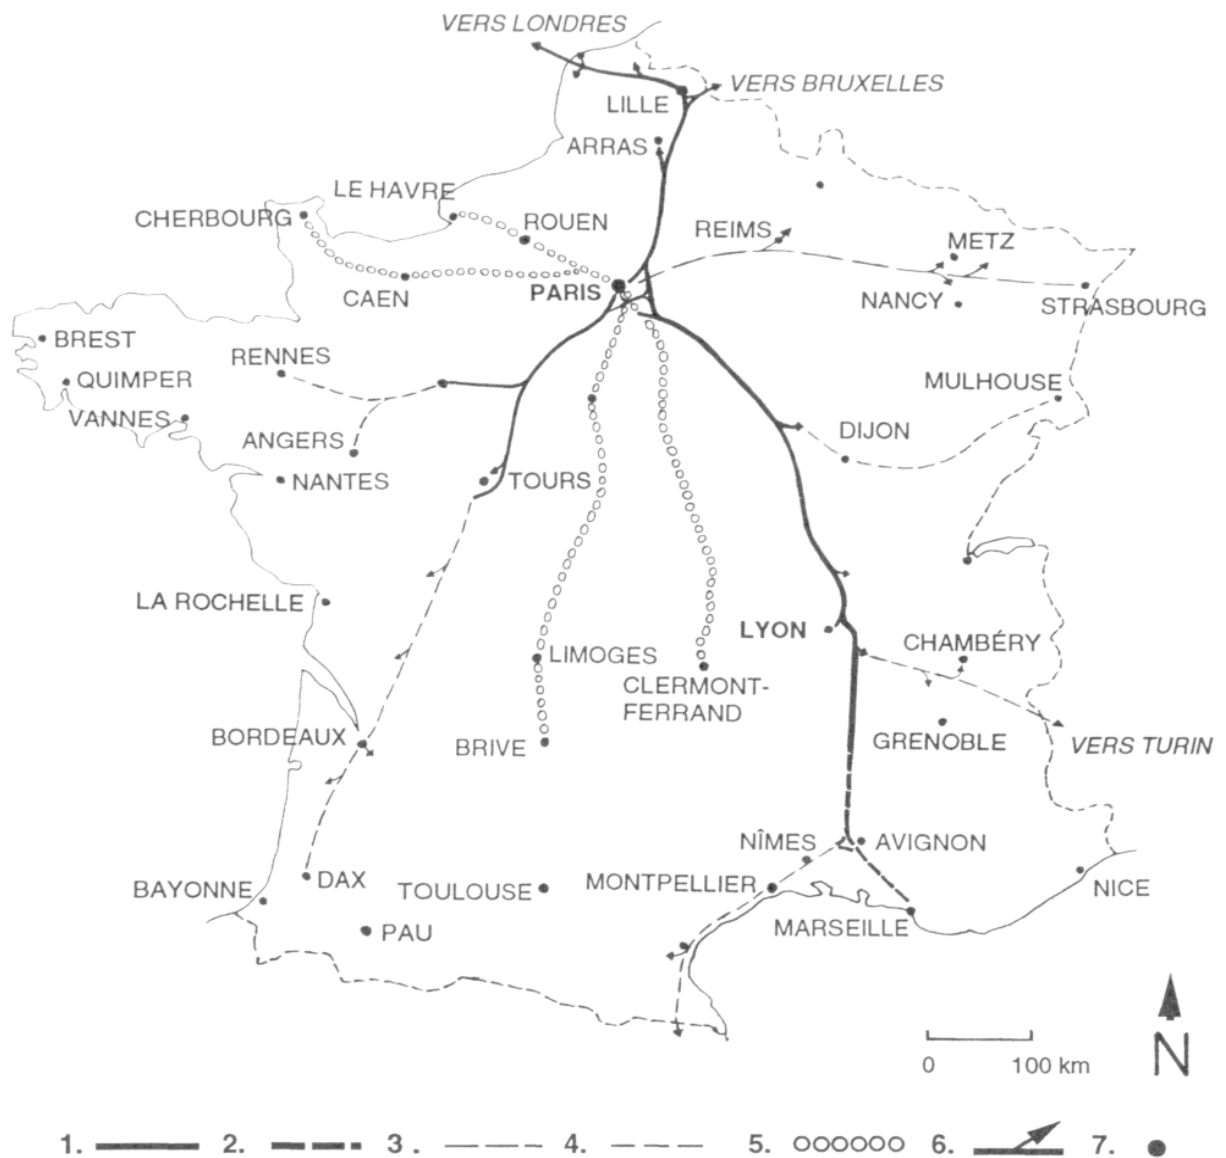 VERS LONDRES
VERS BRUXELLES
LILLE
ARRAS
LE HAVRE
CHERBOURG
ROUEN
REIMS
METZ
CAEN
PARIS
NANCY
STRASBOURG
BREST
RENNES
QUIMPER
MULHOUSE
VANNES
ANGERS
DIJON
NANTES
TOURS
LA ROCHELLE
LYON
CHAMBÉRY
LIMOGES
CLERMONT-
FERRAND
BORDEAUX
BRIVE
GRENOBLE
VERS TURIN
NÎMES
AVIGNON
BAYONNE
DAX
TOULOUSE
MONTPELLIER
NICE
PAU
MARSEILLE
N
0 100 km
1. 2. 3. 4. 5. 6. 7.